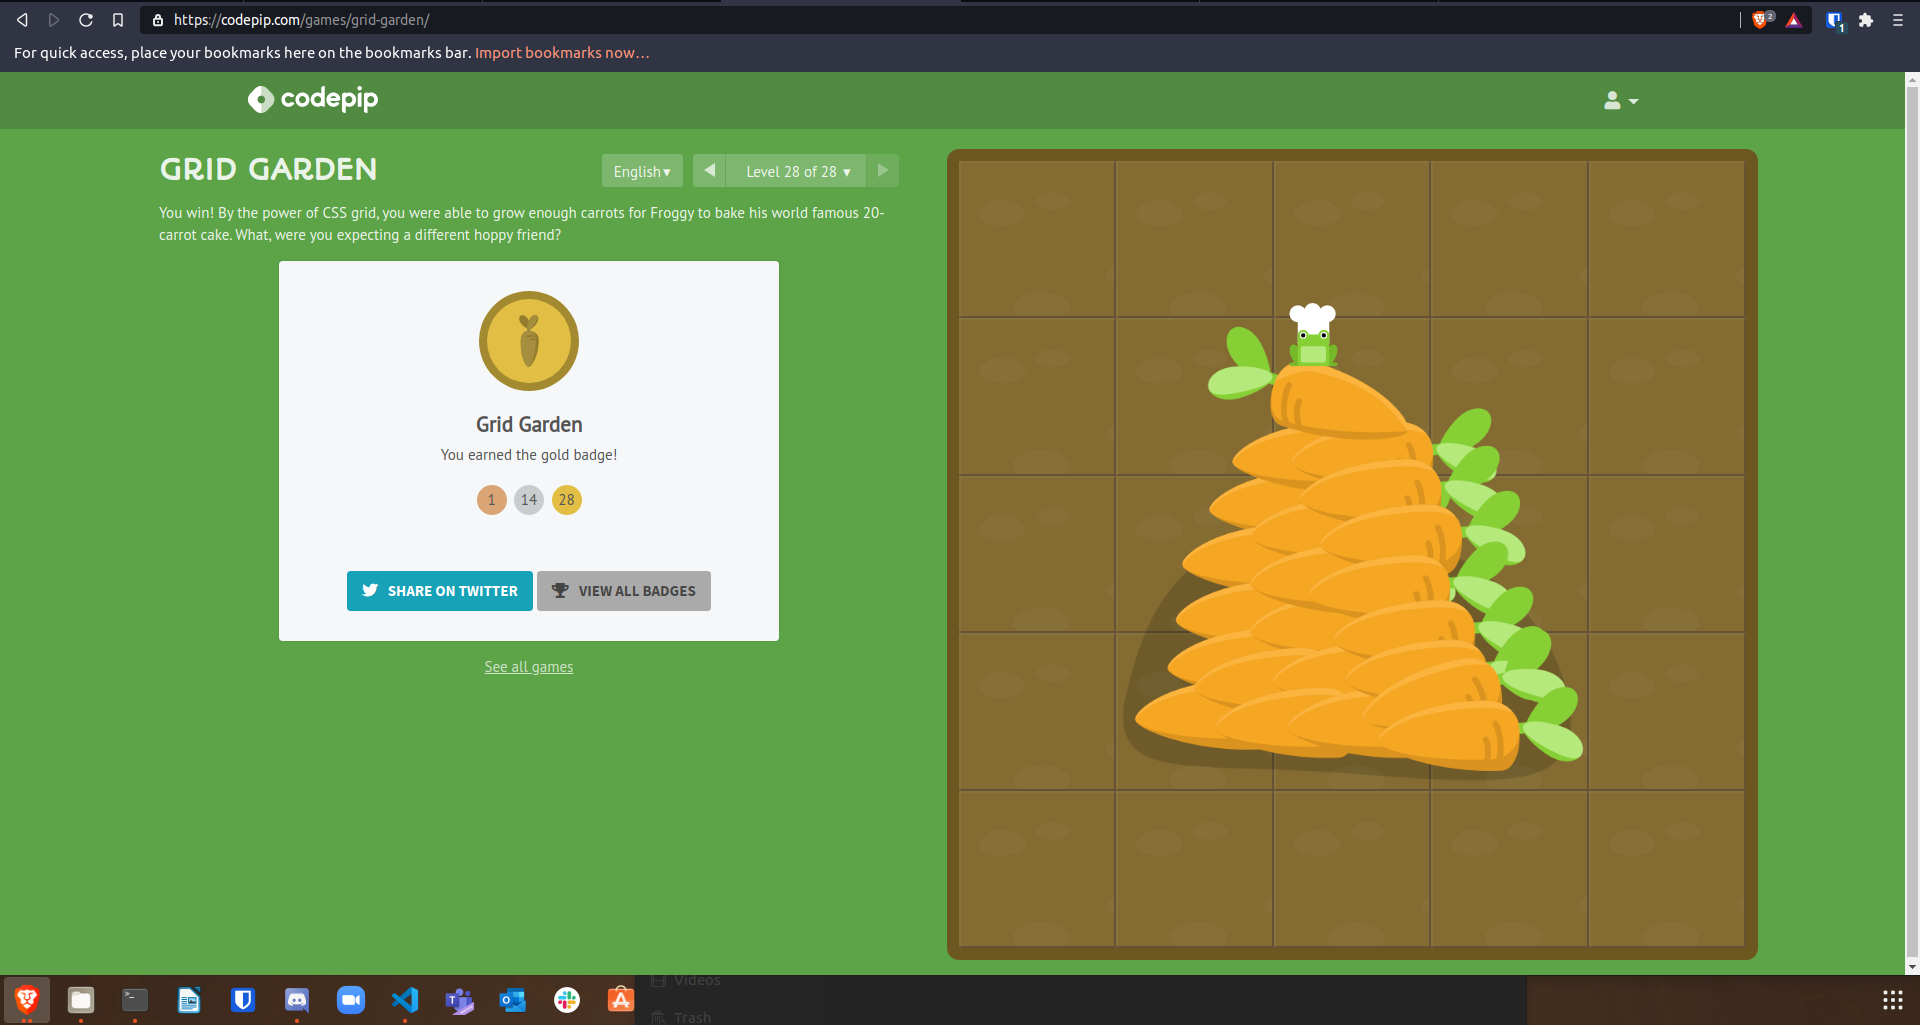 https://codepip.com/games/grid-garden/
2
1
For quick access, place your bookmarks here on the bookmarks bar. Import bookmarks now...
codepip
GRID GARDEN
English▾
Level 28 of 28 ▾
You win! By the power of CSS grid, you were able to grow enough carrots for Froggy to bake his world famous 20-
carrot cake. What, were you expecting a different hoppy friend?
Grid Garden
You earned the gold badge!
1 14 28
SHARE ON TWITTER
VIEW ALL BADGES
See all games
Videos
Trash